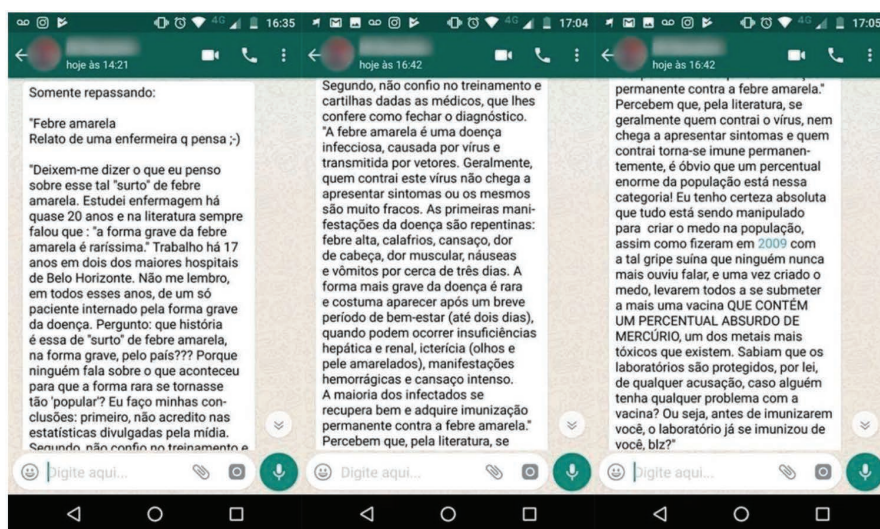 4G 16:35
hoje às 14:21
Somente repassando:
"Febre amarela
Relato de uma enfermeira q pensa ;-)
"Deixem-me dizer o que eu penso
sobre esse tal "surto" de febre
amarela. Estudei enfermagem há
quase 20 anos e na literatura sempre
falou que : "a forma grave da febre
amarela é raríssima." Trabalho há 17
anos em dois dos maiores hospitais
de Belo Horizonte. Não me lembro,
em todos esses anos, de um só
paciente internado pela forma grave
da doença. Pergunto: que história
é essa de "surto" de febre amarela,
na forma grave, pelo país??? Porque
ninguém fala sobre o que aconteceu
para que a forma rara se tornasse
tão 'popular'? Eu faço minhas con-
clusões: primeiro, não acredito nas
estatísticas divulgadas pela mídia.
Segundo, não confio no treinamento e
Digite aqui...
4G 17:04
hoje às 16:42
Segundo, não confio no treinamento e
cartilhas dadas as médicos, que lhes
confere como fechar o diagnóstico.
"A febre amarela é uma doença
infecciosa, causada por vírus e
transmitida por vetores. Geralmente,
quem contrai este vírus não chega a
apresentar sintomas ou os mesmos
são muito fracos. As primeiras mani-
festações da doença são repentinas:
febre alta, calafrios, cansaço, dor
de cabeça, dor muscular, náuseas
e vômitos por cerca de três dias. A
forma mais grave da doença é rara
e costuma aparecer após um breve
período de bem-estar (até dois dias),
quando podem ocorrer insuficiências
hepática e renal, icterícia (olhos e
pele amarelados), manifestações
hemorrágicas e cansaço intenso.
A maioria dos infectados se
recupera bem e adquire imunização
permanente contra a febre amarela."
Percebem que, pela literatura, se
Digite aqui...
4G 17:05
hoje às 16:42
permanente contra a febre amarela."
Percebem que, pela literatura, se
geralmente quem contrai o vírus, nem
chega a apresentar sintomas e quem
contrai torna-se imune permanen-
temente, é óbvio que um percentual
enorme da população está nessa
categoria! Eu tenho certeza absoluta
que tudo está sendo manipulado
para criar o medo na população,
assim como fizeram em 2009 com
a tal gripe suína que ninguém nunca
mais ouviu falar, e uma vez criado o
medo, levarem todos a se submeter
a mais uma vacina QUE CONTÉM
UM PERCENTUAL ABSURDO DE
MERCÚRIO, um dos metais mais
tóxicos que existem. Sabiam que os
laboratórios são protegidos, por lei,
de qualquer acusação, caso alguém
tenha qualquer problema com a
vacina? Ou seja, antes de imunizarem
você, o laboratório já se imunizou de
você, blz?"
Digite aqui...